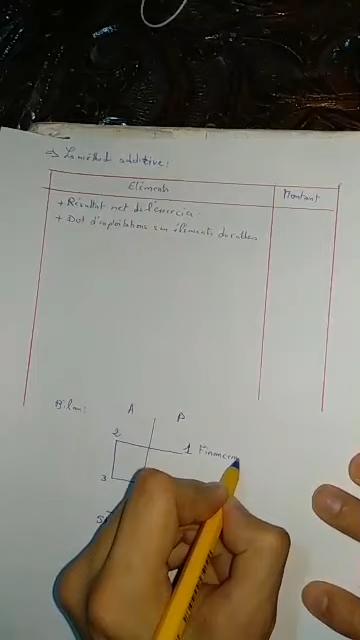 ⇒ La méthode additive :
Eléments Montant
+ Résultat net de l'exercice
+ Dot d'exploitations sur éléments durables
Bilan : A P
2
1 Financem
3
5